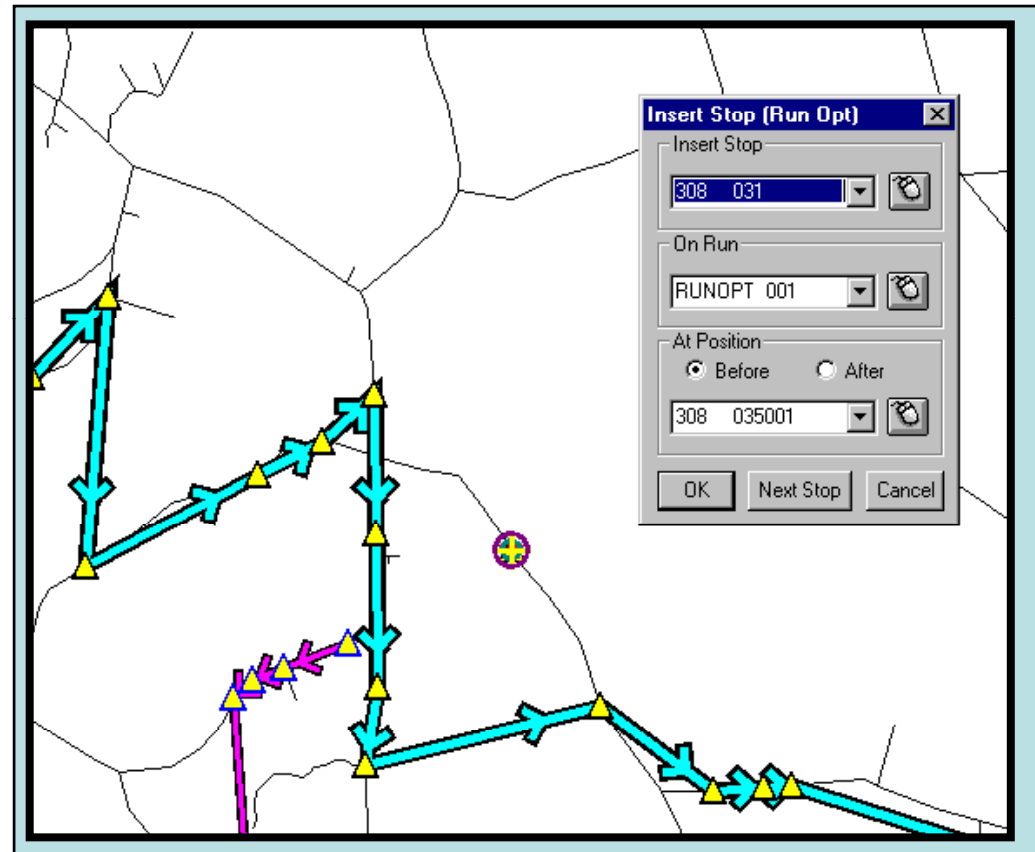 Insert Stop (Run Opt)
Insert Stop
308 031
On Run
RUNOPT 001
At Position
Before After
308 035001
OK Next Stop Cancel